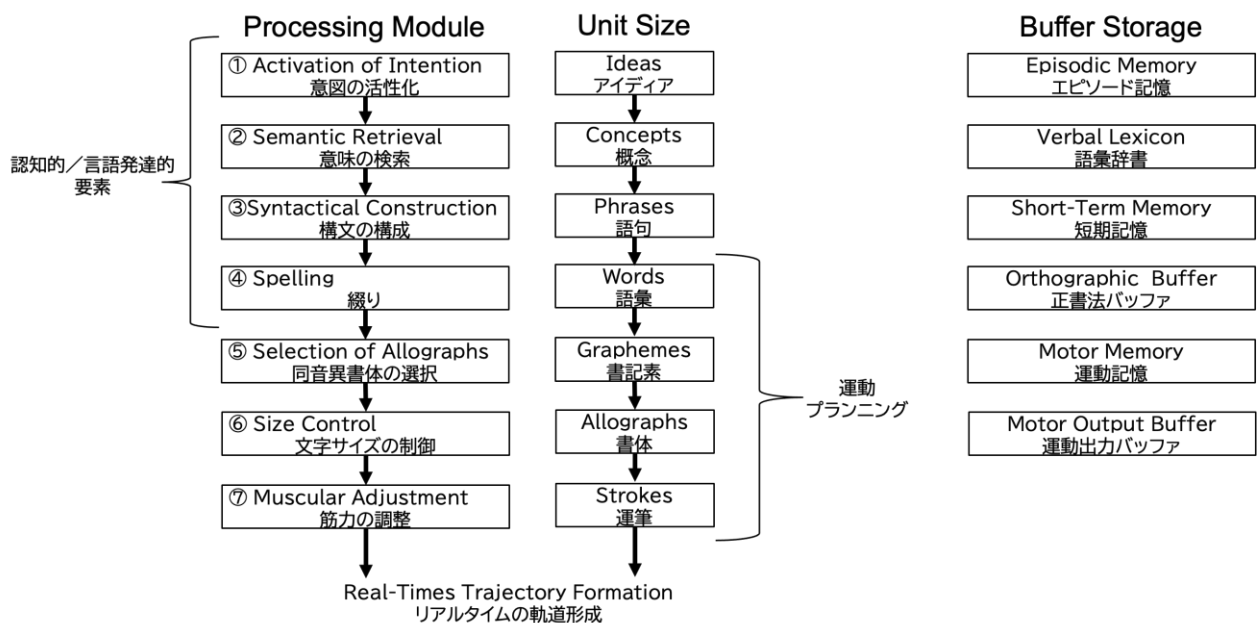 Processing Module
Unit Size
Buffer Storage
① Activation of Intention
意図の活性化
Ideas
アイディア
Episodic Memory
エピソード記憶
② Semantic Retrieval
意味の検索
Concepts
概念
Verbal Lexicon
語彙辞書
認知的／言語発達的
要素
③Syntactical Construction
構文の構成
Phrases
語句
Short-Term Memory
短期記憶
④ Spelling
綴り
Words
語彙
Orthographic Buffer
正書法バッファ
⑤ Selection of Allographs
同音異書体の選択
Graphemes
書記素
Motor Memory
運動記憶
運動
プランニング
⑥ Size Control
文字サイズの制御
Allographs
書体
Motor Output Buffer
運動出力バッファ
⑦ Muscular Adjustment
筋力の調整
Strokes
運筆
Real-Times Trajectory Formation
リアルタイムの軌道形成